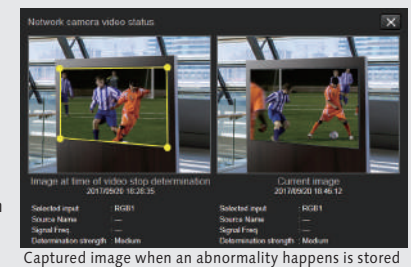 Network camera video status
Image at time of video stop determination
2017/09/20 18:28:35
Selected input : RGB1
Source Name : —
Signal Freq. : —
Determination strength : Medium
Current image
2017/09/20 18:46:12
Selected input : RGB1
Source Name : —
Signal Freq. : —
Determination strength : Medium
Captured image when an abnormality happens is stored